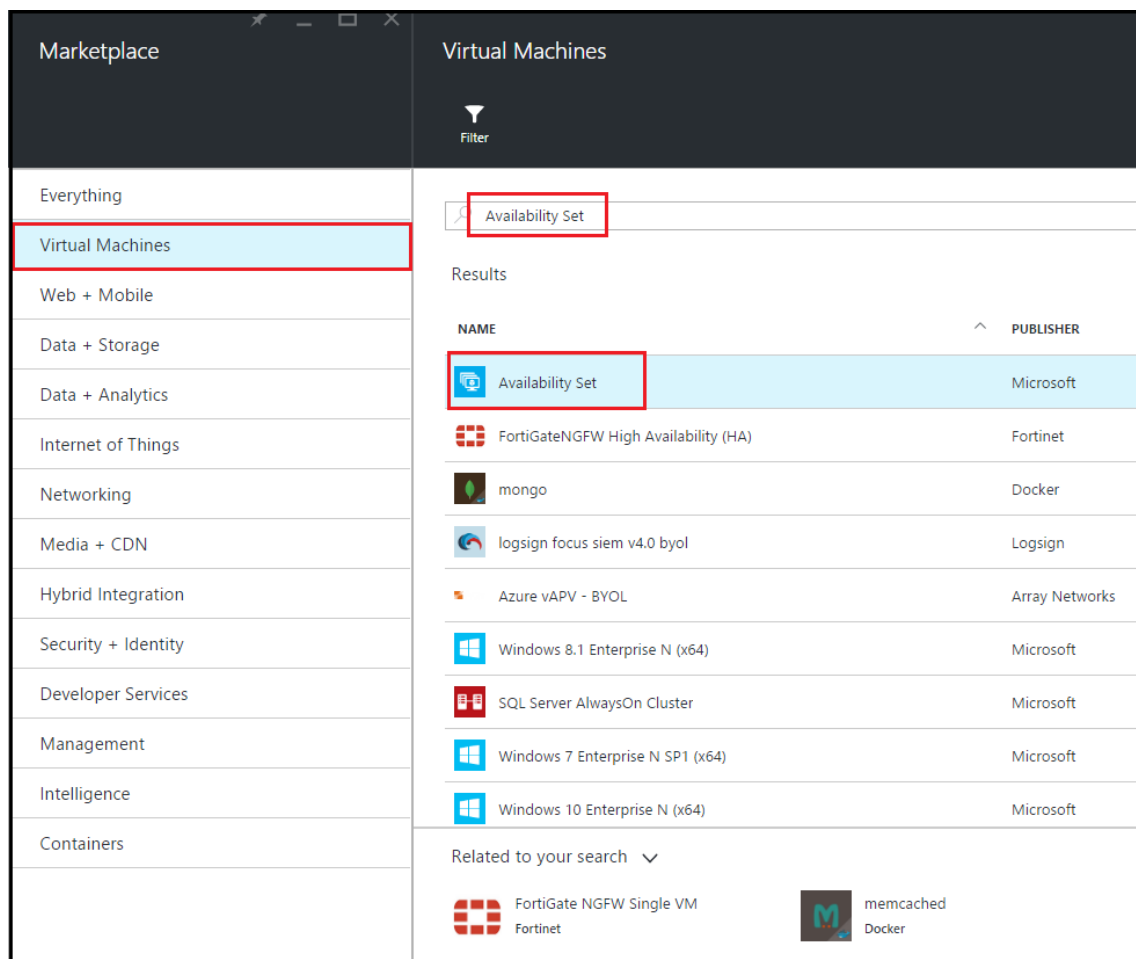 Marketplace
Virtual Machines
Filter
Everything
Virtual Machines
Web + Mobile
Data + Storage
Data + Analytics
Internet of Things
Networking
Media + CDN
Hybrid Integration
Security + Identity
Developer Services
Management
Intelligence
Containers
Availability Set
Results
NAME PUBLISHER
Availability Set Microsoft
FortiGateNGFW High Availability (HA) Fortinet
mongo Docker
logsign focus siem v4.0 byol Logsign
Azure vAPV - BYOL Array Networks
Windows 8.1 Enterprise N (x64) Microsoft
SQL Server AlwaysOn Cluster Microsoft
Windows 7 Enterprise N SP1 (x64) Microsoft
Windows 10 Enterprise N (x64) Microsoft
Related to your search
FortiGate NGFW Single VM
Fortinet
memcached
Docker